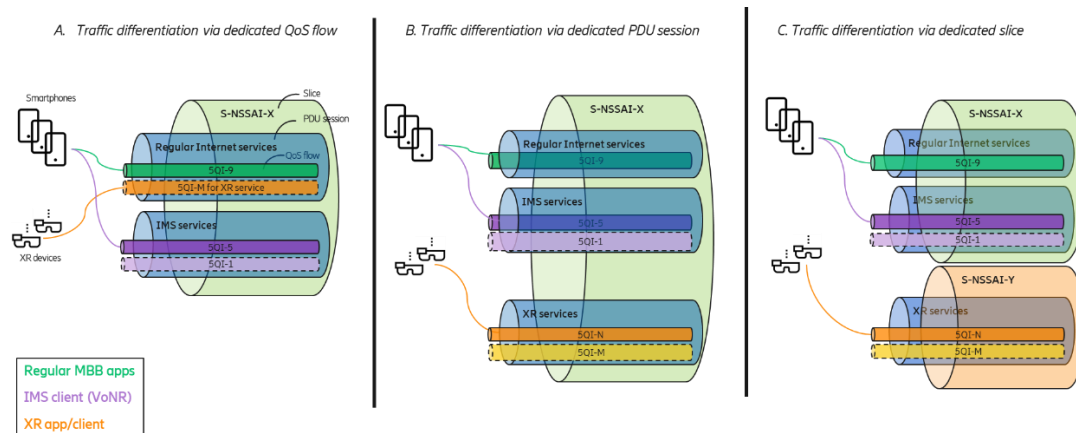 A. Traffic differentiation via dedicated QoS flow
Smartphones
Slice
S-NSSAI-X
PDU session
Regular Internet services
QoS flow
5QI-9
5QI-M for XR service
IMS services
5QI-5
5QI-1
XR devices
Regular MBB apps
IMS client (VoNR)
XR app/client
B. Traffic differentiation via dedicated PDU session
S-NSSAI-X
Regular Internet services
5QI-9
IMS services
5QI-5
5QI-1
XR services
5QI-N
5QI-M
C. Traffic differentiation via dedicated slice
S-NSSAI-X
Regular Internet services
5QI-9
IMS services
5QI-5
5QI-1
S-NSSAI-Y
XR services
5QI-N
5QI-M